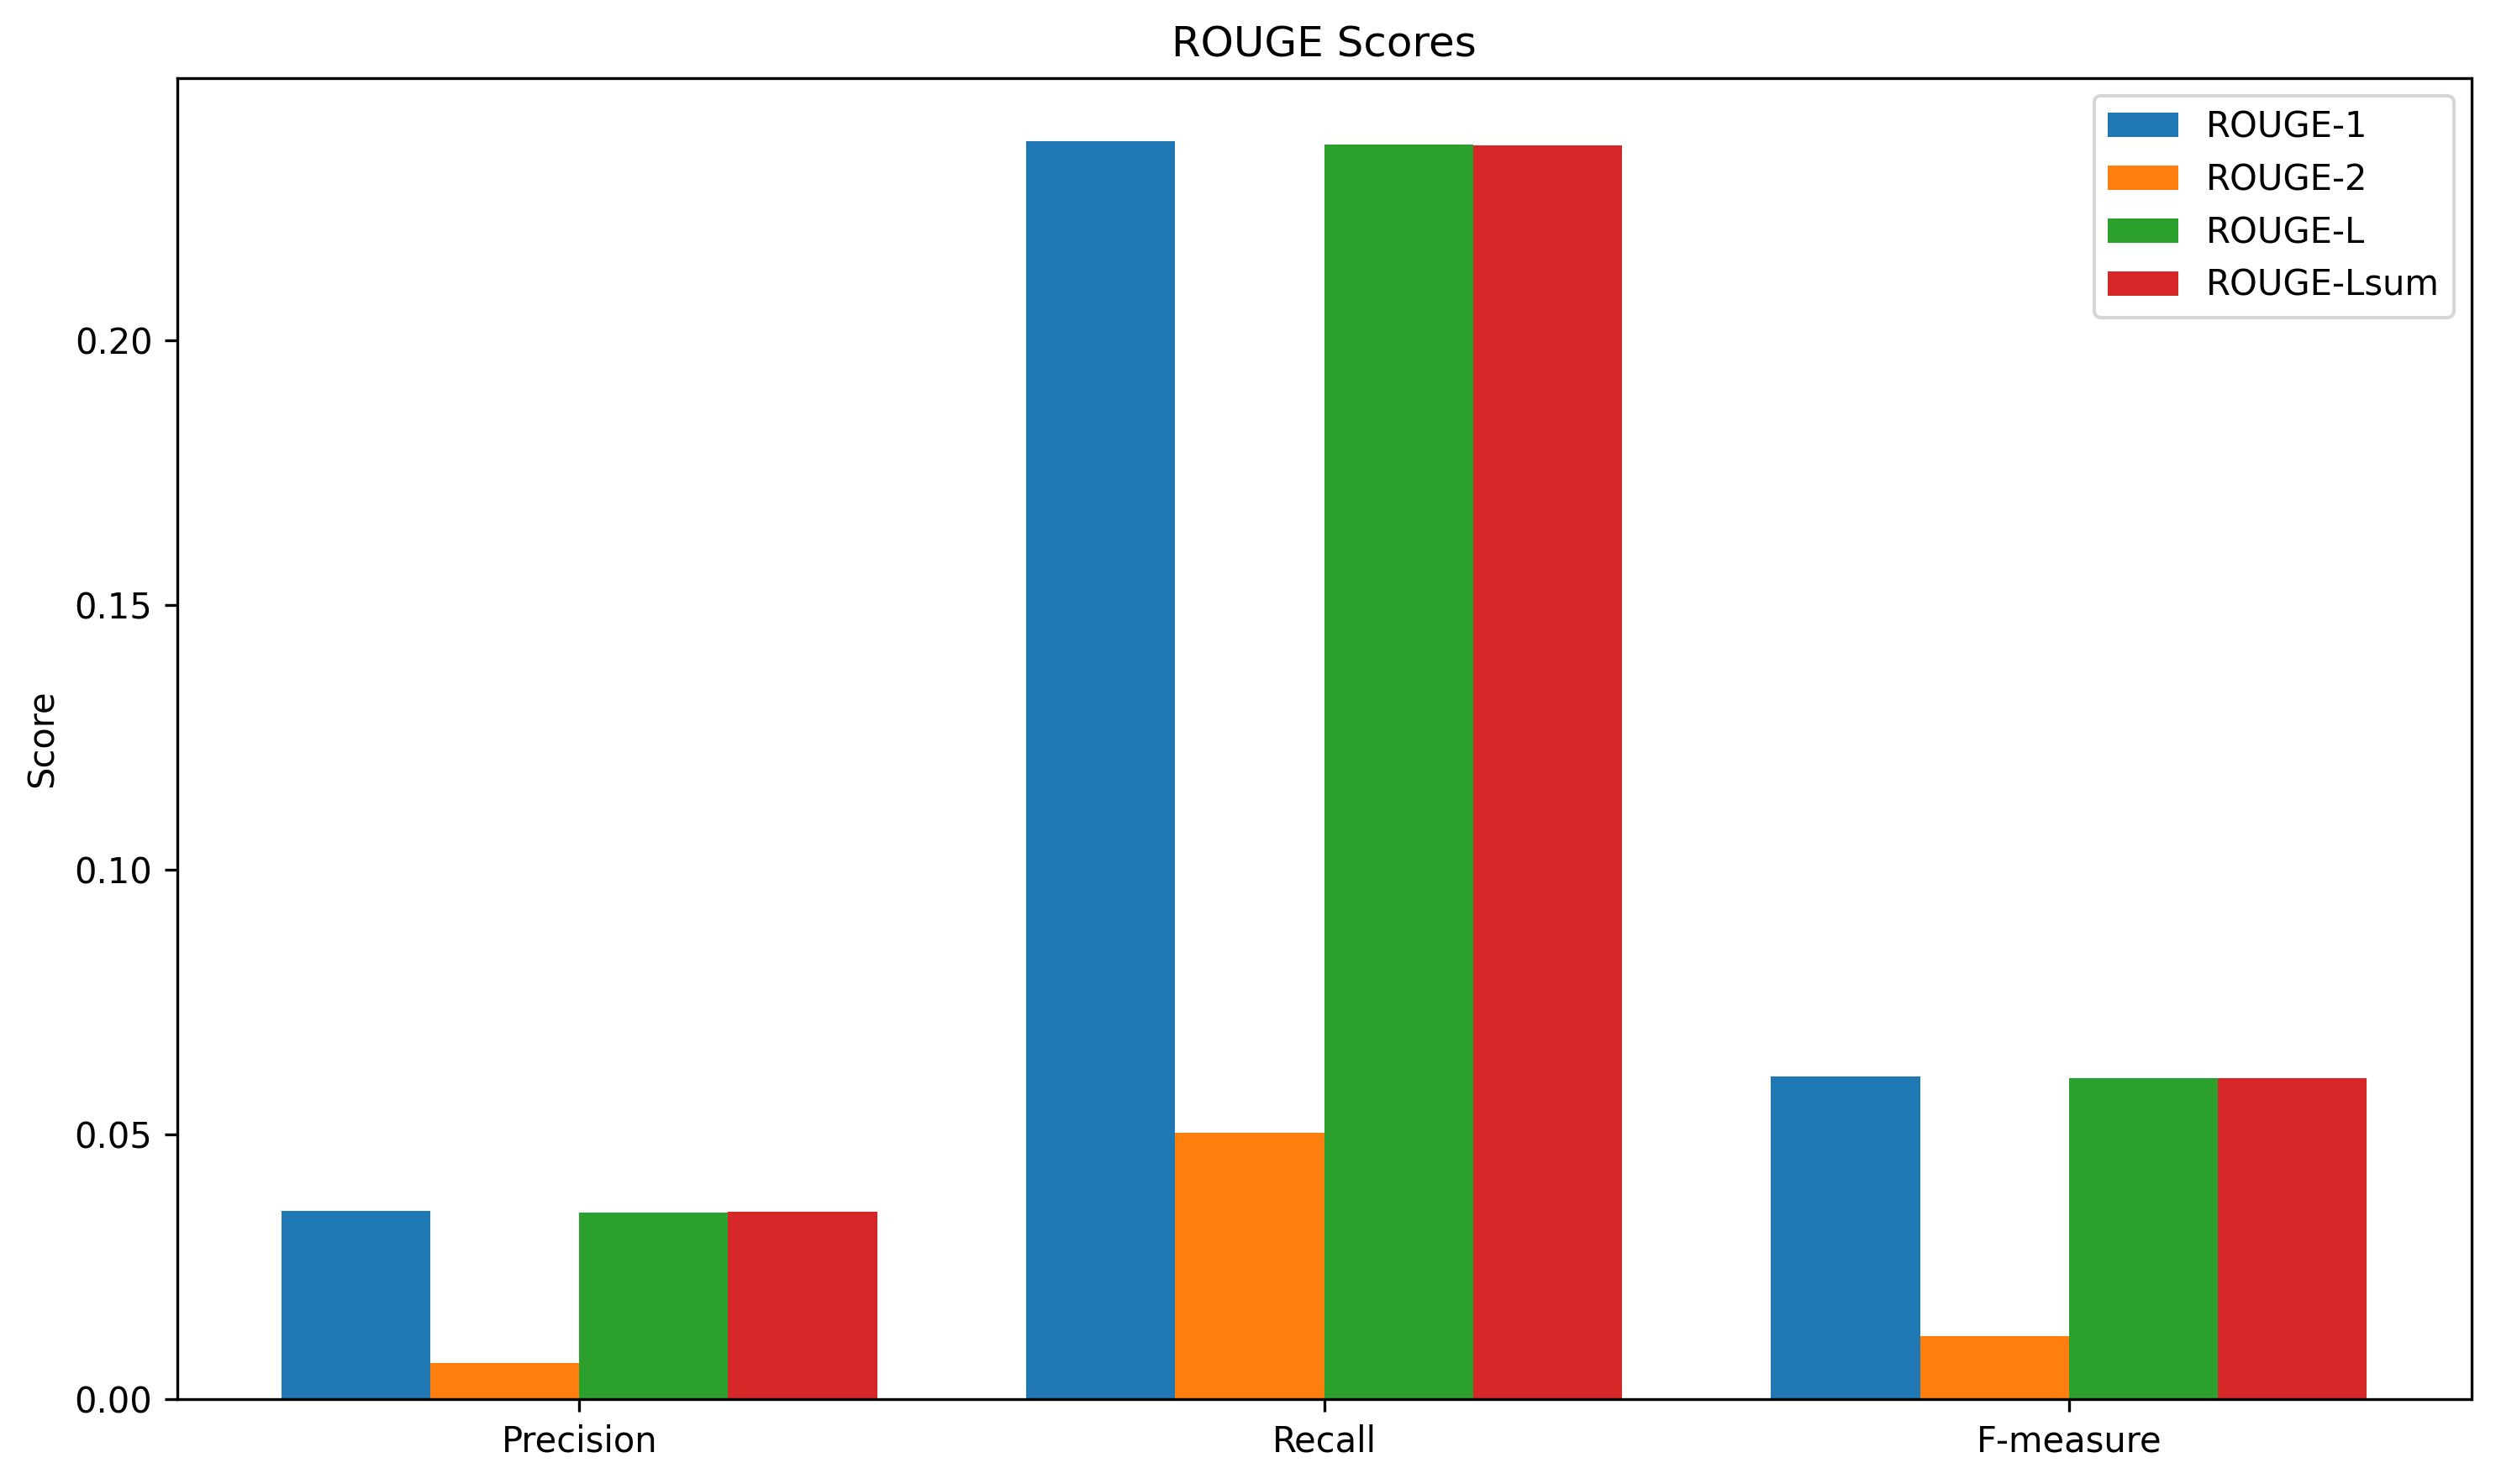 ROUGE Scores
ROUGE-1
ROUGE-2
ROUGE-L
ROUGE-Lsum
Score
0.20
0.15
0.10
0.05
0.00
Precision
Recall
F-measure